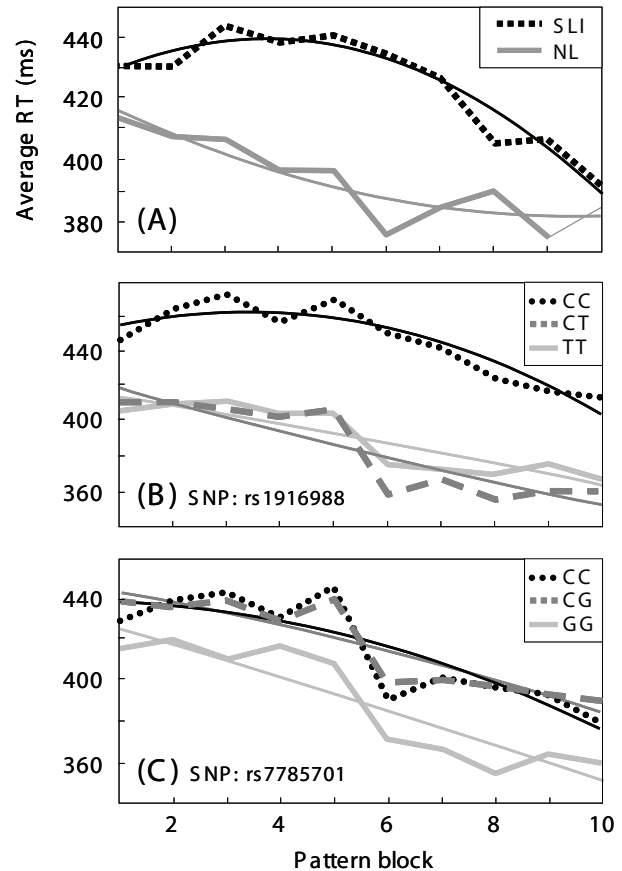 440
420
400
380
Average RT (ms)
SLI
NL
(A)
440
400
360
CC
CT
TT
(B) SNP: rs1916988
440
400
360
CC
CG
GG
(C) SNP: rs7785701
2 4 6 8 10
Pattern block